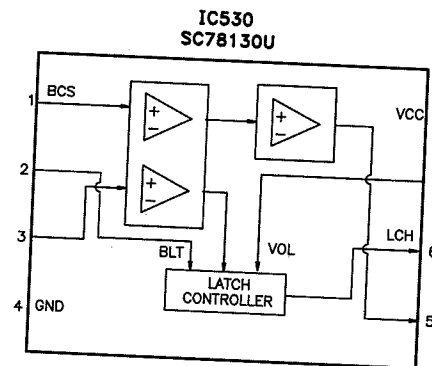 IC530
SC78130U
1 BCS
VCC
2
3
BLT
VOL
LCH
6
LATCH
CONTROLLER
4 GND
5
+
−
+
−
+
−